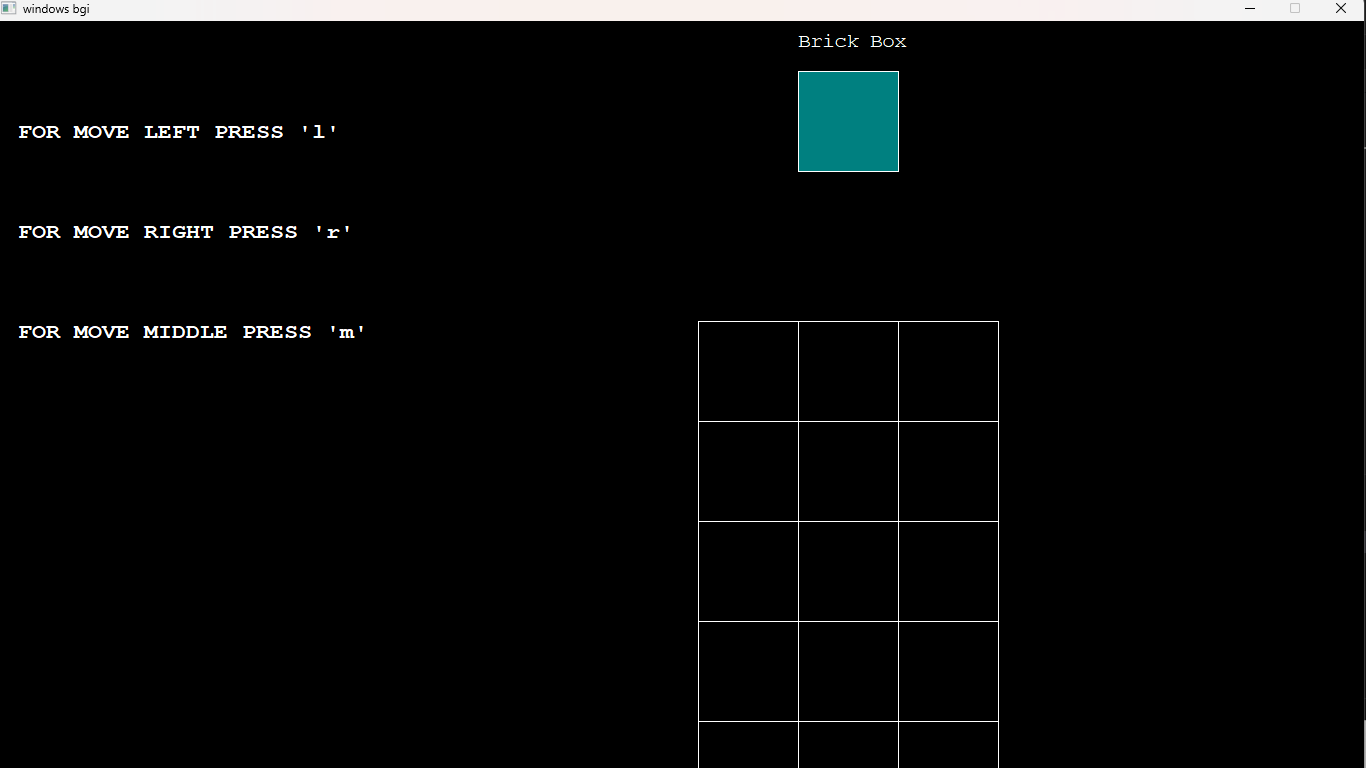 windows bgi
Brick Box
FOR MOVE LEFT PRESS 'l'
FOR MOVE RIGHT PRESS 'r'
FOR MOVE MIDDLE PRESS 'm'